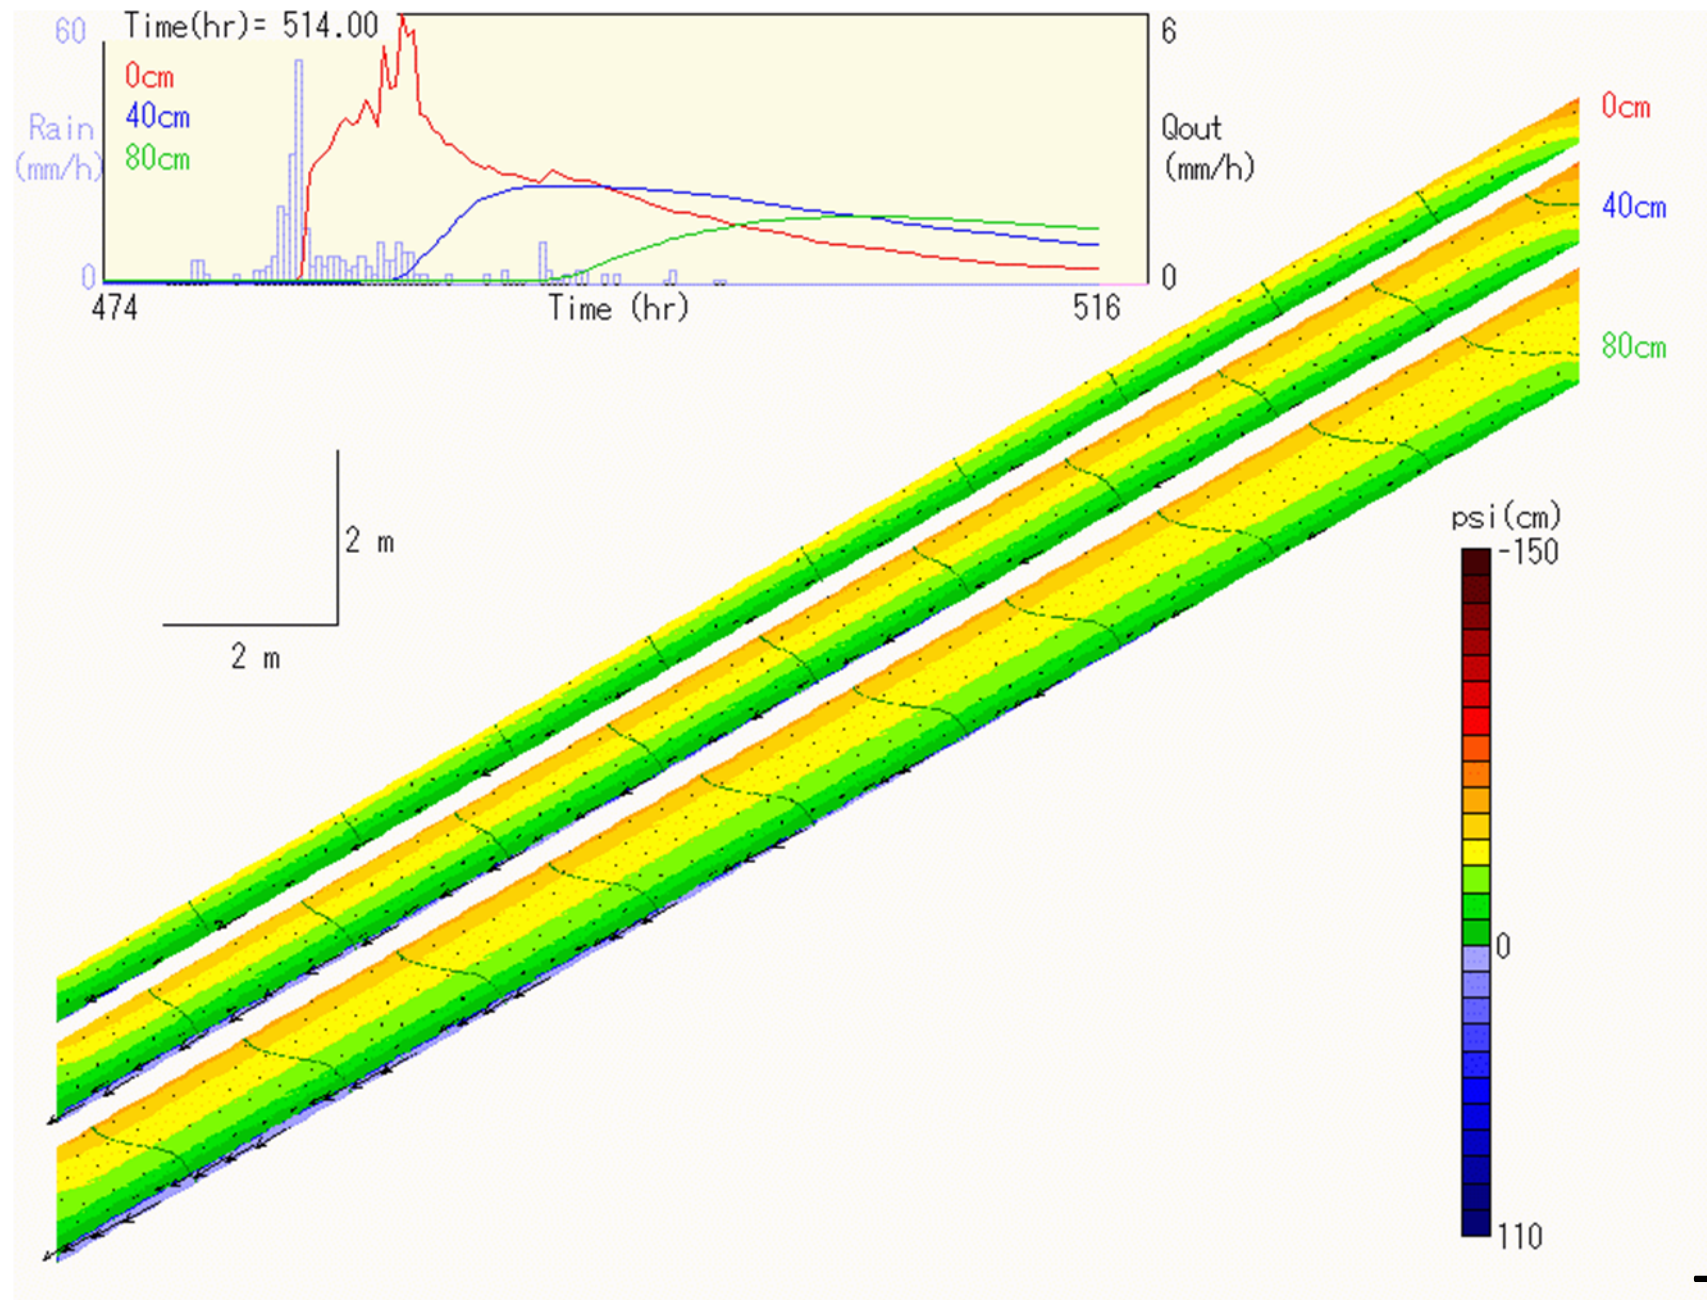 Time(hr)= 514.00
60
6
0cm
40cm
80cm
Rain
(mm/h)
Qout
(mm/h)
0
0
474
Time (hr)
516
0cm
40cm
80cm
2 m
2 m
psi(cm)
-150
0
110